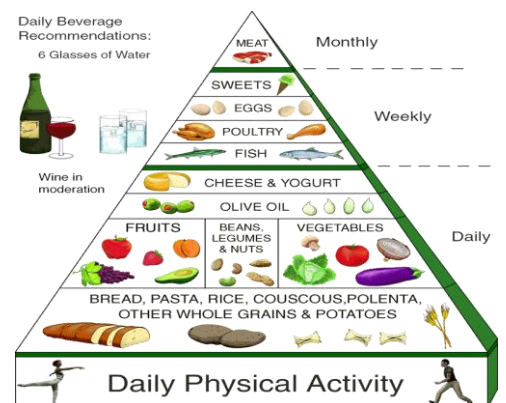 Daily Beverage
Recommendations:
6 Glasses of Water
Wine in
moderation
MEAT
Monthly
SWEETS
EGGS
POULTRY
FISH
Weekly
CHEESE & YOGURT
OLIVE OIL
FRUITS
BEANS,
LEGUMES
& NUTS
VEGETABLES
Daily
BREAD, PASTA, RICE, COUSCOUS,POLENTA,
OTHER WHOLE GRAINS & POTATOES
Daily Physical Activity